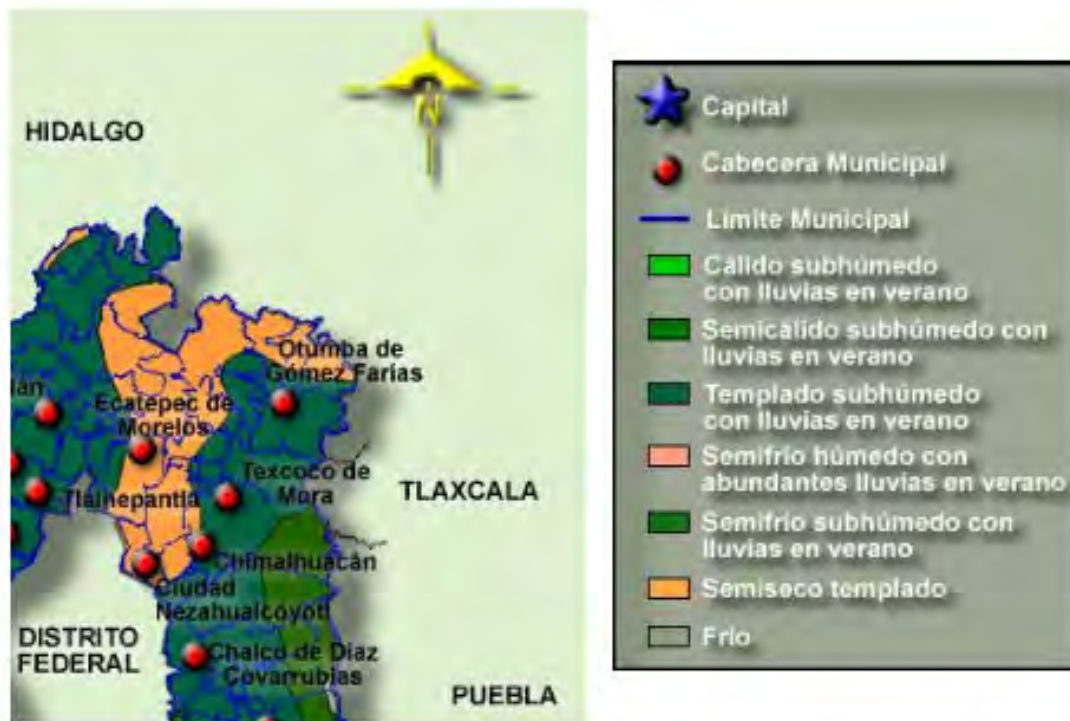 HIDALGO
N
Otumba de
Gómez Farías
lán
Ecatepec de
Morelos
Texcoco de
Mora
Tlalnepantla
TLAXCALA
Chimalhuacán
Ciudad
Nezahualcóyotl
DISTRITO
FEDERAL
Chalco de Díaz
Covarrubias
PUEBLA
Capital
Cabecera Municipal
Límite Municipal
Cálido subhúmedo
con lluvias en verano
Semicálido subhúmedo con
lluvias en verano
Templado subhúmedo
con lluvias en verano
Semifrío húmedo con
abundantes lluvias en verano
Semifrío subhúmedo con
lluvias en verano
Semiseco templado
Frío